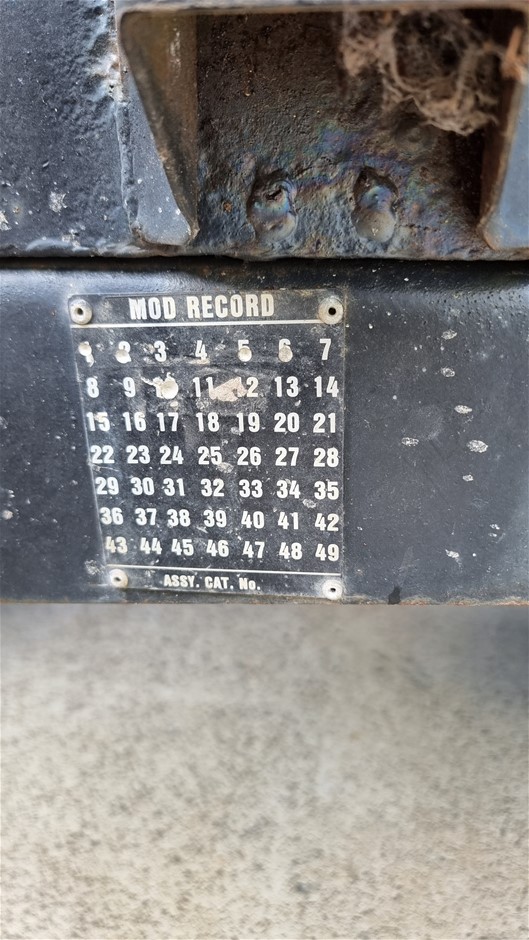 MOD RECORD
1 2 3 4 5 6 7
8 9 10 11 12 13 14
15 16 17 18 19 20 21
22 23 24 25 26 27 28
29 30 31 32 33 34 35
36 37 38 39 40 41 42
43 44 45 46 47 48 49
ASSY. CAT. No.